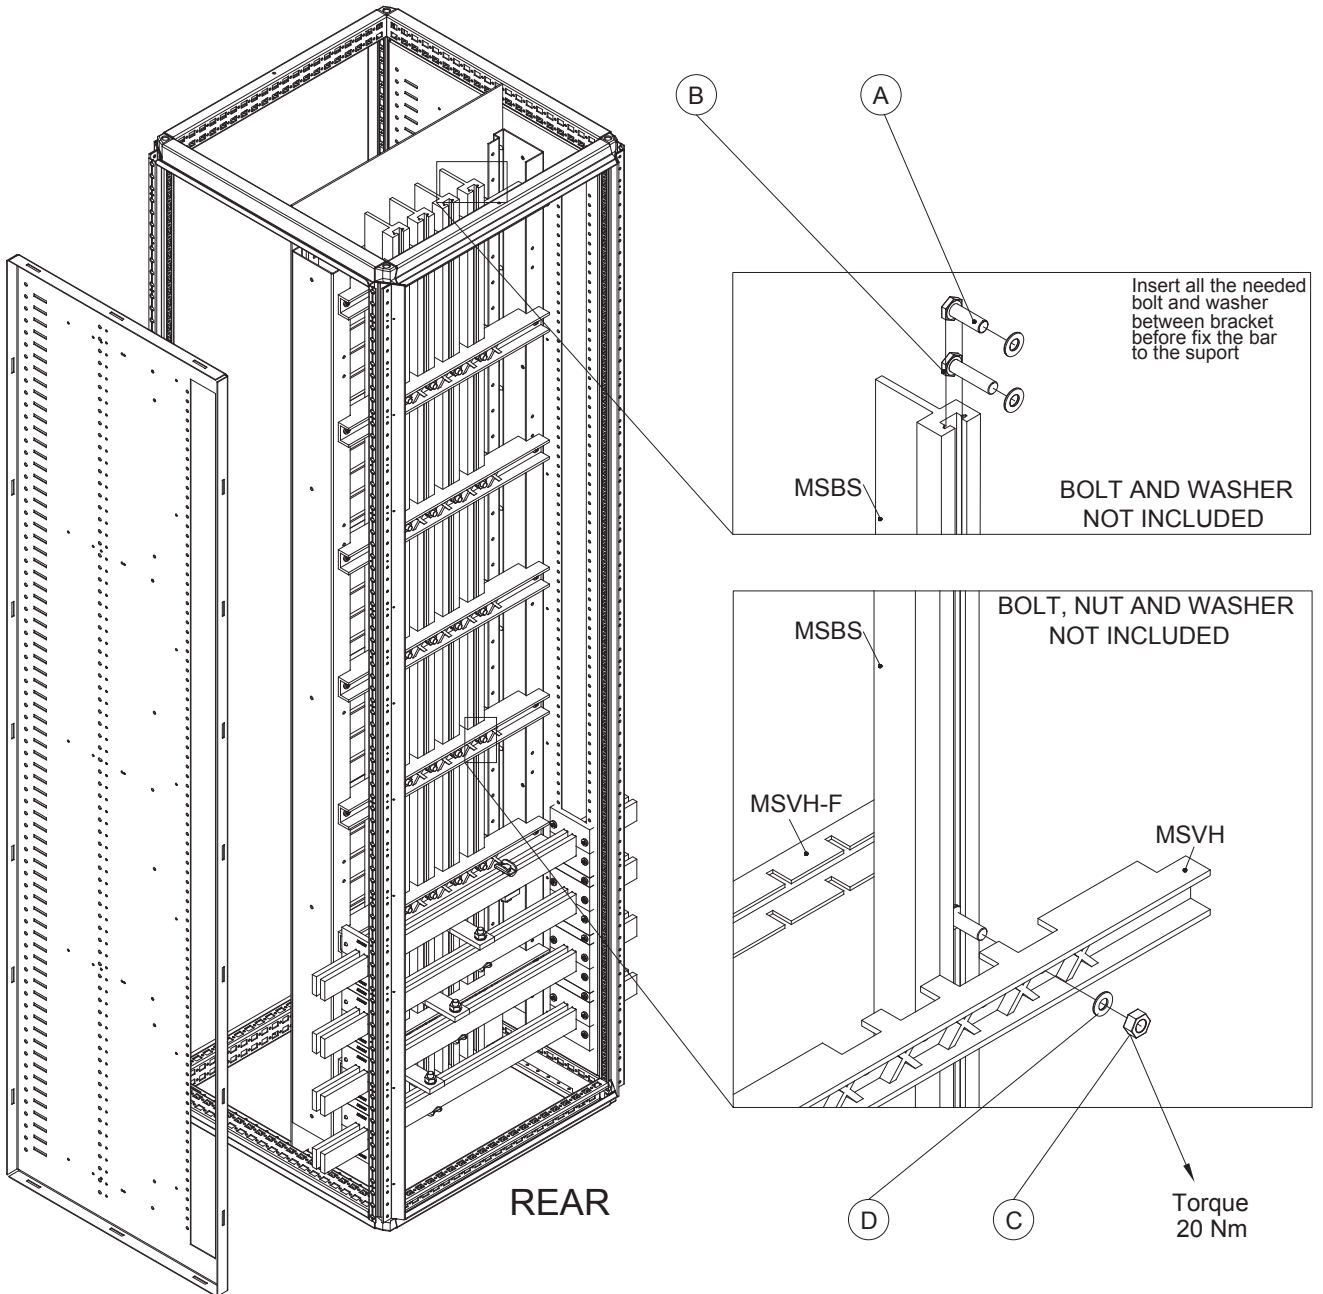 B
A
Insert all the needed
bolt and washer
between bracket
before fix the bar
to the suport
MSBS
BOLT AND WASHER
NOT INCLUDED
BOLT, NUT AND WASHER
NOT INCLUDED
MSBS
MSVH-F
MSVH
REAR
D
C
Torque
20 Nm